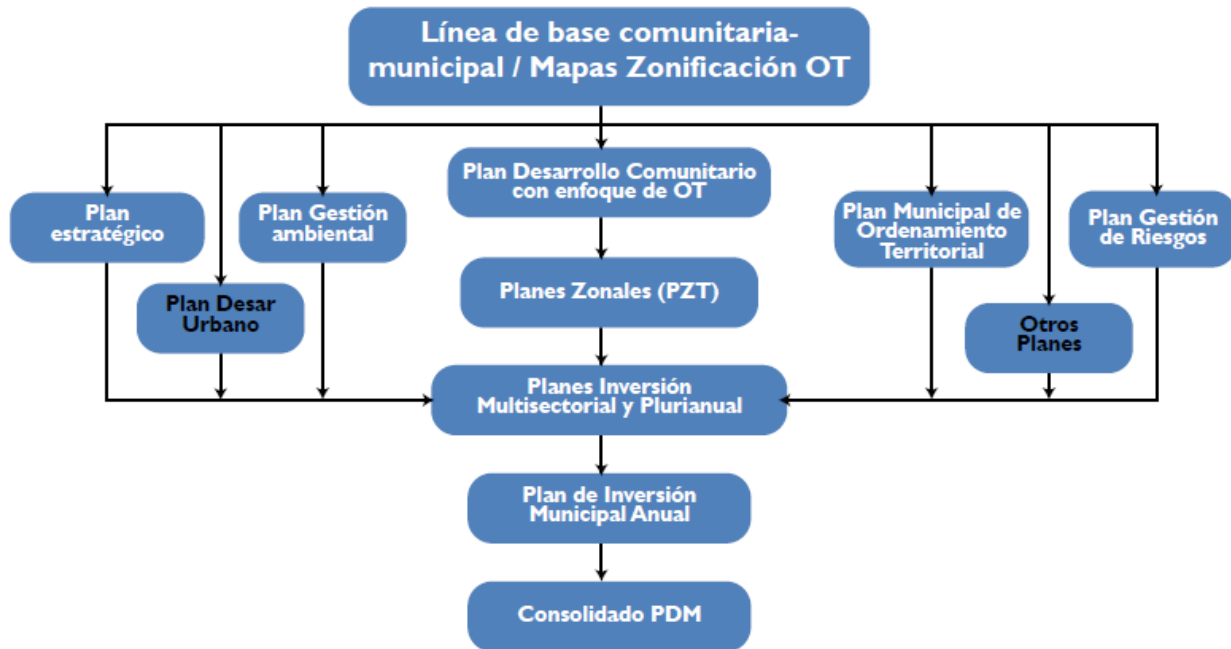 Línea de base comunitaria-
municipal / Mapas Zonificación OT
Plan Desarrollo Comunitario
con enfoque de OT
Plan
estratégico
Plan Gestión
ambiental
Plan Municipal de
Ordenamiento
Territorial
Plan Gestión
de Riesgos
Planes Zonales (PZT)
Plan Desar
Urbano
Otros
Planes
Planes Inversión
Multisectorial y Plurianual
Plan de Inversión
Municipal Anual
Consolidado PDM